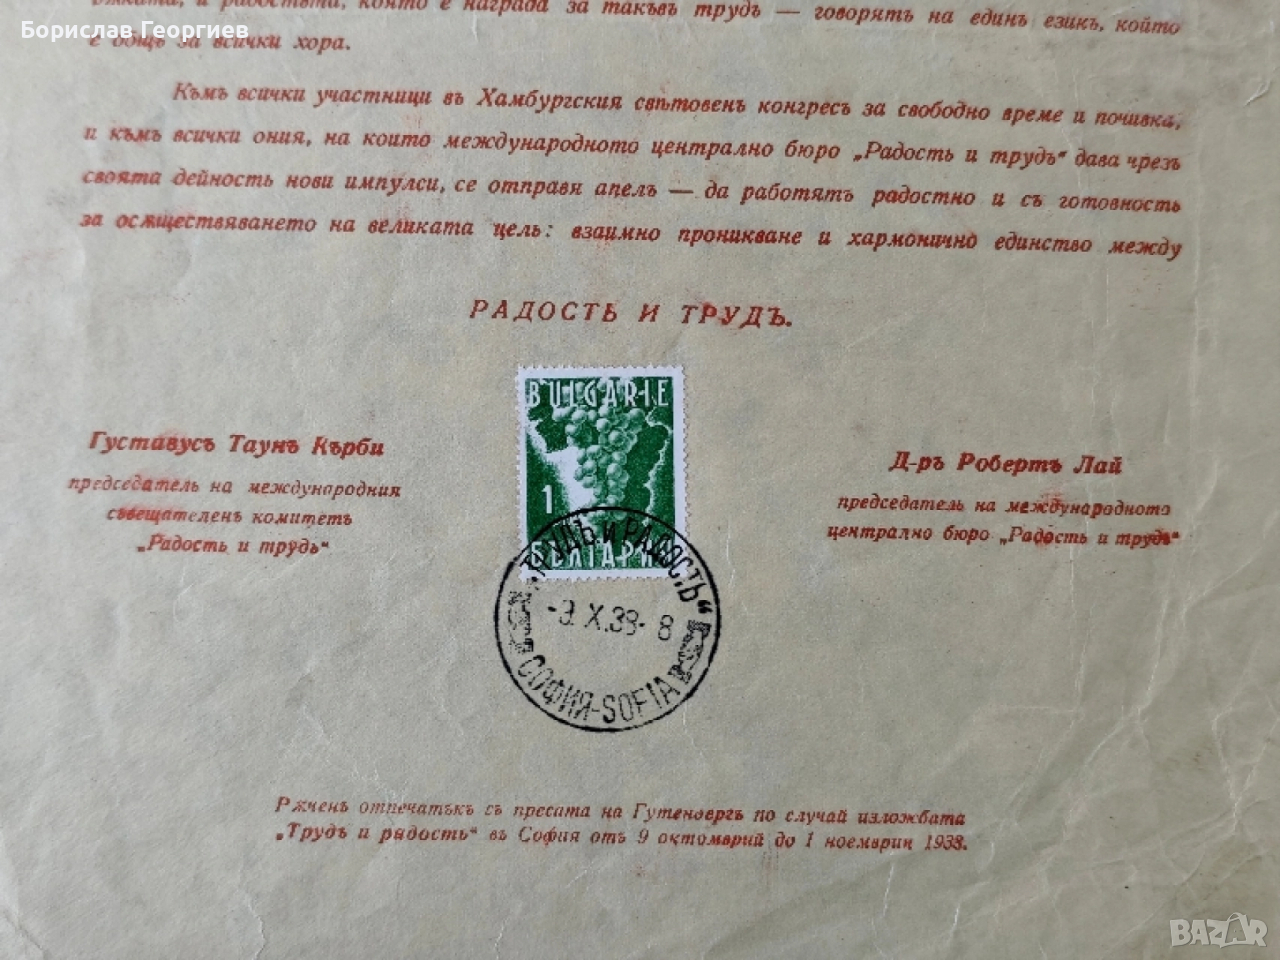 Борислав Георгиев
и радостьта, която е награда за такъвъ трудъ — говорятъ на единъ езикъ, който
е общъ за всички хора.
Къмъ всички участници въ Хамбургския свѣтовенъ конгресъ за свободно време и почивка,
и къмъ всички ония, на които международното централно бюро „Радость и трудъ“ дава чрезъ
своята дейность нови импулси, се отправя апелъ — да работятъ радостно и съ готовность
за осѫществяването на великата цель: взаимно проникване и хармонично единство между
РАДОСТЬ И ТРУДЪ.
BULGARIE
1
БЪЛГАРИЯ
Густавусъ Таунъ Кърби
председатель на международния
съвещателенъ комитетъ
„Радость и трудъ“
Д-ръ Робертъ Лай
председатель на международното
централно бюро „Радость и трудъ“
„ТРУДЪ И РАДОСТЬ“
-9. X. 38- 8
СОФИЯ-SOFIA
Рѫченъ отпечатъкъ съ пресата на Гутенбергъ по случай изложбата
„Трудъ и радость“ въ София отъ 9 октомврий до 1 ноемврий 1938.
BAZAR